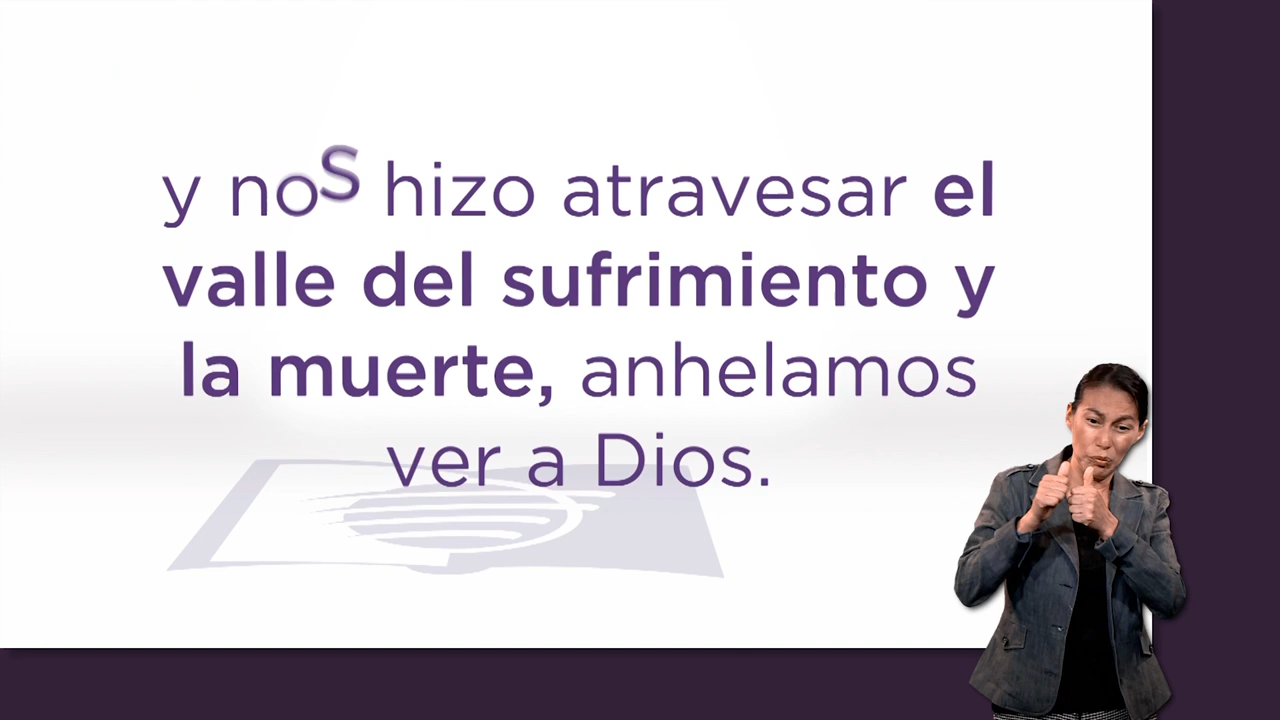 y nos hizo atravesar el
valle del sufrimiento y
la muerte, anhelamos
ver a Dios.